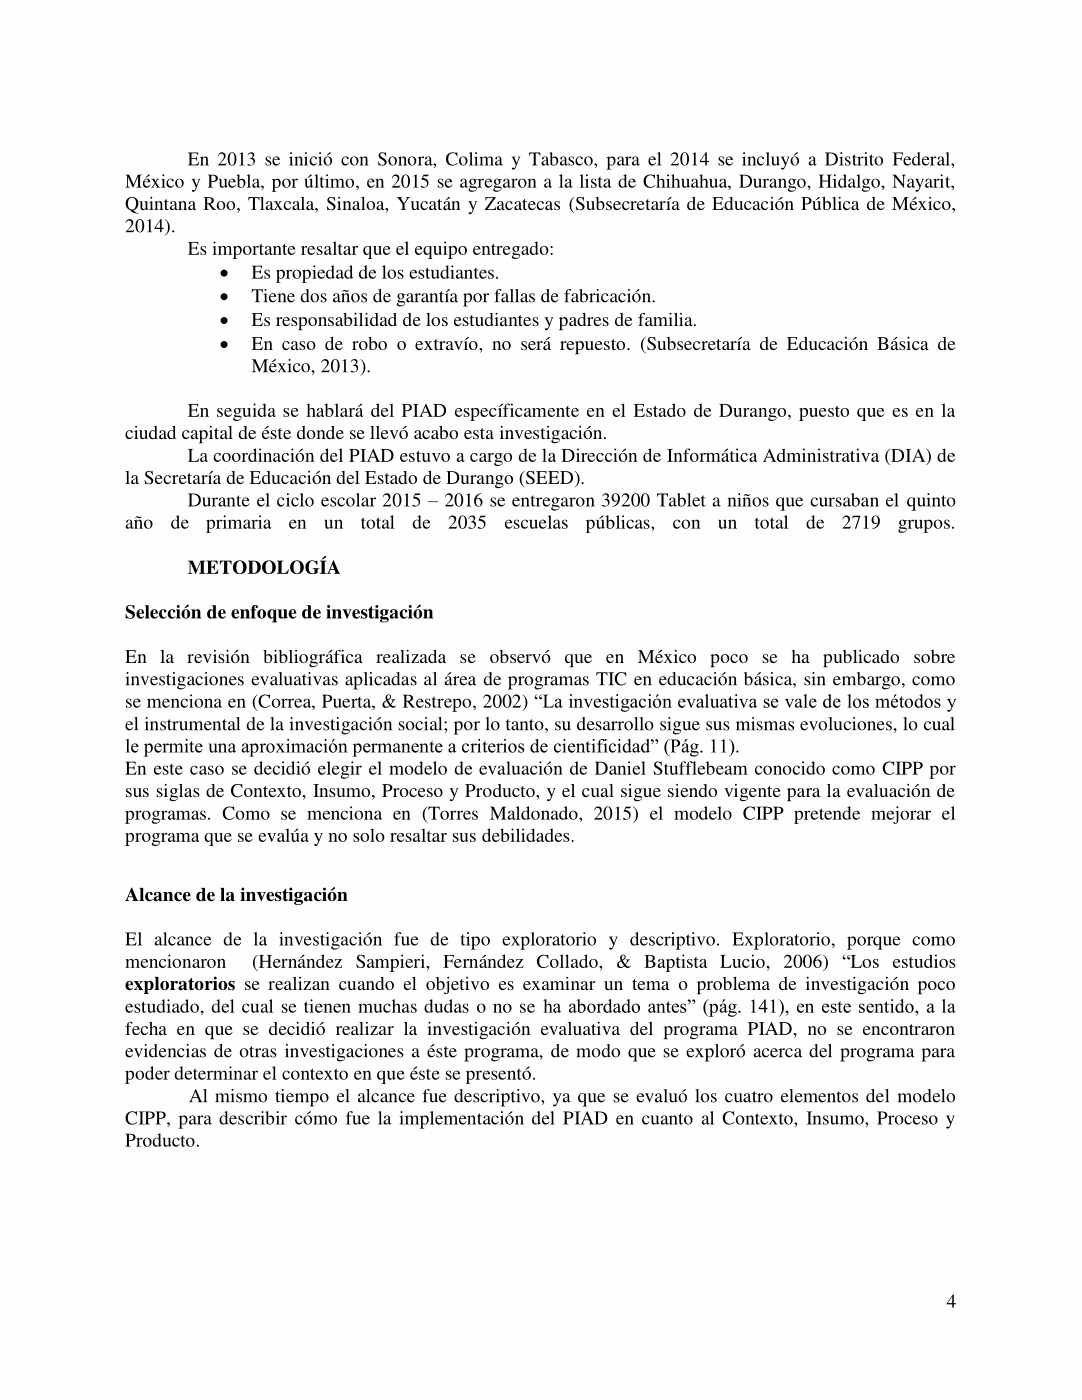 En 2013 se inició con Sonora, Colima y Tabasco, para el 2014 se incluyó a Distrito Federal,
México y Puebla, por último, en 2015 se agregaron a la lista de Chihuahua, Durango, Hidalgo, Nayarit,
Quintana Roo, Tlaxcala, Sinaloa, Yucatán y Zacatecas (Subsecretaría de Educación Pública de México,
2014).
Es importante resaltar que el equipo entregado:
• Es propiedad de los estudiantes.
• Tiene dos años de garantía por fallas de fabricación.
• Es responsabilidad de los estudiantes y padres de familia.
• En caso de robo o extravío, no será repuesto. (Subsecretaría de Educación Básica de
México, 2013).
En seguida se hablará del PIAD específicamente en el Estado de Durango, puesto que es en la
ciudad capital de éste donde se llevó acabo esta investigación.
La coordinación del PIAD estuvo a cargo de la Dirección de Informática Administrativa (DIA) de
la Secretaría de Educación del Estado de Durango (SEED).
Durante el ciclo escolar 2015 – 2016 se entregaron 39200 Tablet a niños que cursaban el quinto
año de primaria en un total de 2035 escuelas públicas, con un total de 2719 grupos.
METODOLOGÍA
Selección de enfoque de investigación
En la revisión bibliográfica realizada se observó que en México poco se ha publicado sobre
investigaciones evaluativas aplicadas al área de programas TIC en educación básica, sin embargo, como
se menciona en (Correa, Puerta, & Restrepo, 2002) “La investigación evaluativa se vale de los métodos y
el instrumental de la investigación social; por lo tanto, su desarrollo sigue sus mismas evoluciones, lo cual
le permite una aproximación permanente a criterios de cientificidad” (Pág. 11).
En este caso se decidió elegir el modelo de evaluación de Daniel Stufflebeam conocido como CIPP por
sus siglas de Contexto, Insumo, Proceso y Producto, y el cual sigue siendo vigente para la evaluación de
programas. Como se menciona en (Torres Maldonado, 2015) el modelo CIPP pretende mejorar el
programa que se evalúa y no solo resaltar sus debilidades.
Alcance de la investigación
El alcance de la investigación fue de tipo exploratorio y descriptivo. Exploratorio, porque como
mencionaron (Hernández Sampieri, Fernández Collado, & Baptista Lucio, 2006) “Los estudios
exploratorios se realizan cuando el objetivo es examinar un tema o problema de investigación poco
estudiado, del cual se tienen muchas dudas o no se ha abordado antes” (pág. 141), en este sentido, a la
fecha en que se decidió realizar la investigación evaluativa del programa PIAD, no se encontraron
evidencias de otras investigaciones a éste programa, de modo que se exploró acerca del programa para
poder determinar el contexto en que éste se presentó.
Al mismo tiempo el alcance fue descriptivo, ya que se evaluó los cuatro elementos del modelo
CIPP, para describir cómo fue la implementación del PIAD en cuanto al Contexto, Insumo, Proceso y
Producto.
4